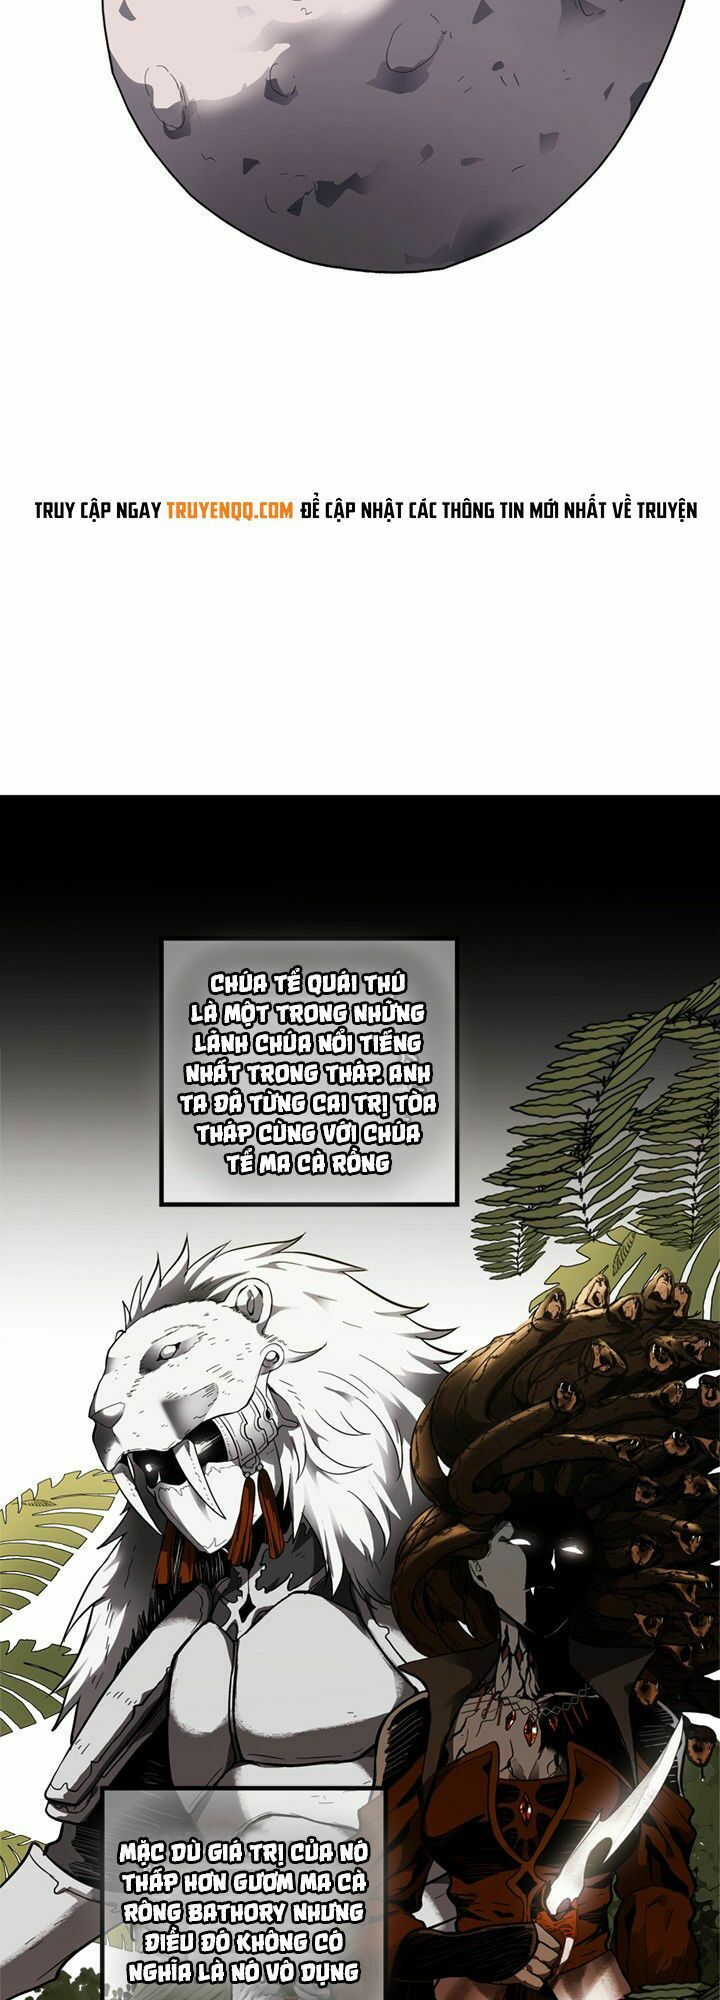 TRUY CẬP NGAY TRUYENQQ.COM ĐỂ CẬP NHẬT CÁC THÔNG TIN MỚI NHẤT VỀ TRUYỆN
CHÚA TỂ QUÁI THÚ
LÀ MỘT TRONG NHỮNG
LÃNH CHÚA NỔI TIẾNG
NHẤT TRONG THÁP. ANH
TA ĐÃ TỪNG CAI TRỊ TÒA
THÁP CÙNG VỚI CHÚA
TỂ MA CÀ RỒNG
MẶC DÙ GIÁ TRỊ CỦA NÓ
THẤP HƠN GƯƠM MA CÀ
RỒNG BATHORY NHƯNG
ĐIỀU ĐÓ KHÔNG CÓ
NGHĨA LÀ NÓ VÔ DỤNG